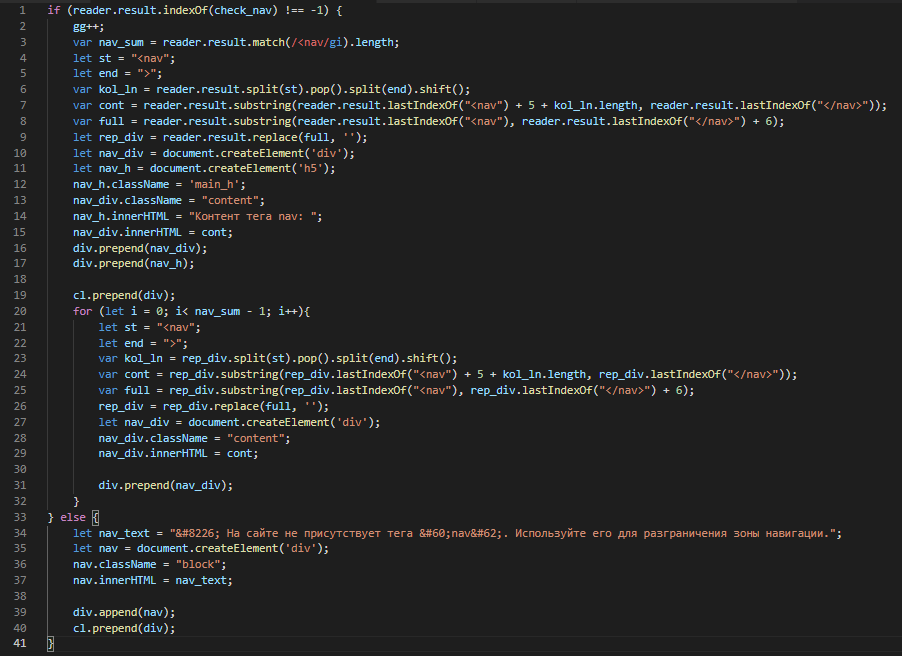 1 if (reader.result.indexOf(check_nav) !== -1) {
2 gg++;
3 var nav_sum = reader.result.match(/<nav/gi).length;
4 let st = "<nav";
5 let end = ">";
6 var kol_ln = reader.result.split(st).pop().split(end).shift();
7 var cont = reader.result.substring(reader.result.lastIndexOf("<nav") + 5 + kol_ln.length, reader.result.lastIndexOf("</nav>"));
8 var full = reader.result.substring(reader.result.lastIndexOf("<nav"), reader.result.lastIndexOf("</nav>") + 6);
9 let rep_div = reader.result.replace(full, '');
10 let nav_div = document.createElement('div');
11 let nav_h = document.createElement('h5');
12 nav_h.className = 'main_h';
13 nav_div.className = "content";
14 nav_h.innerHTML = "Контент тега nav: ";
15 nav_div.innerHTML = cont;
16 div.prepend(nav_div);
17 div.prepend(nav_h);
18
19 cl.prepend(div);
20 for (let i = 0; i< nav_sum - 1; i++){
21 let st = "<nav";
22 let end = ">";
23 var kol_ln = rep_div.split(st).pop().split(end).shift();
24 var cont = rep_div.substring(rep_div.lastIndexOf("<nav") + 5 + kol_ln.length, rep_div.lastIndexOf("</nav>"));
25 var full = rep_div.substring(rep_div.lastIndexOf("<nav"), rep_div.lastIndexOf("</nav>") + 6);
26 rep_div = rep_div.replace(full, '');
27 let nav_div = document.createElement('div');
28 nav_div.className = "content";
29 nav_div.innerHTML = cont;
30
31 div.prepend(nav_div);
32 }
33 } else {
34 let nav_text = "&#8226; На сайте не присутствует тега &#60;nav&#62;. Используйте его для разграничения зоны навигации.";
35 let nav = document.createElement('div');
36 nav.className = "block";
37 nav.innerHTML = nav_text;
38
39 div.append(nav);
40 cl.prepend(div);
41 }